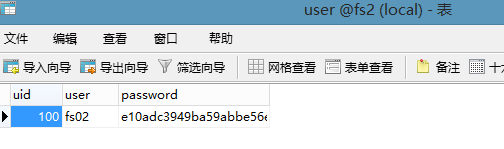 user @fs2 (local) - 表
文件 编辑 查看 窗口 帮助
导入向导 导出向导 筛选向导 网格查看 表单查看 备注
uid user password
100 fs02 e10adc3949ba59abbe56e